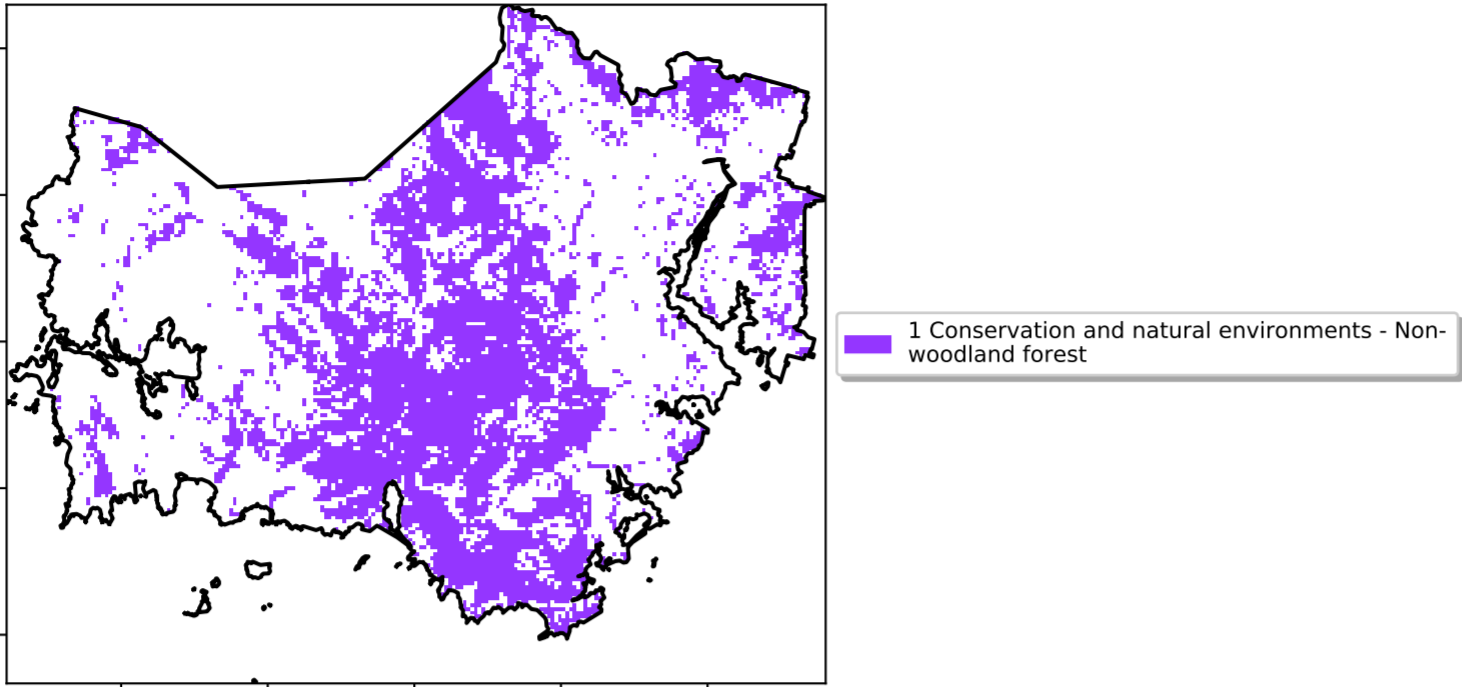 1 Conservation and natural environments - Non-
woodland forest